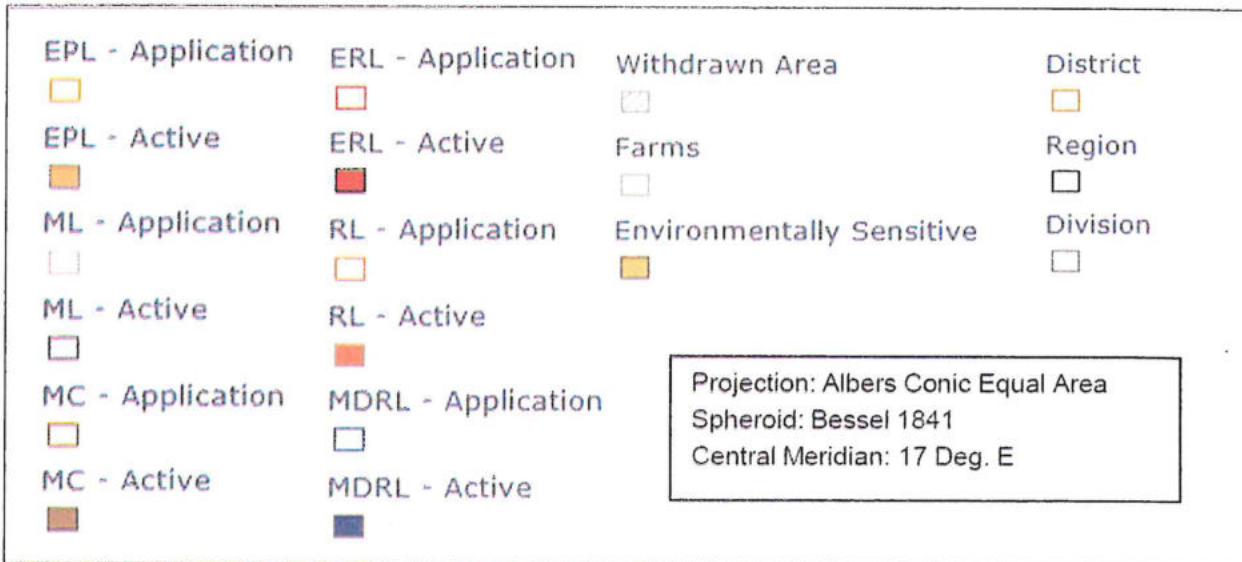 EPL - Application
EPL - Active
ML - Application
ML - Active
MC - Application
MC - Active
ERL - Application
ERL - Active
RL - Application
RL - Active
MDRL - Application
MDRL - Active
Withdrawn Area
Farms
Environmentally Sensitive
District
Region
Division
Projection: Albers Conic Equal Area
Spheroid: Bessel 1841
Central Meridian: 17 Deg. E